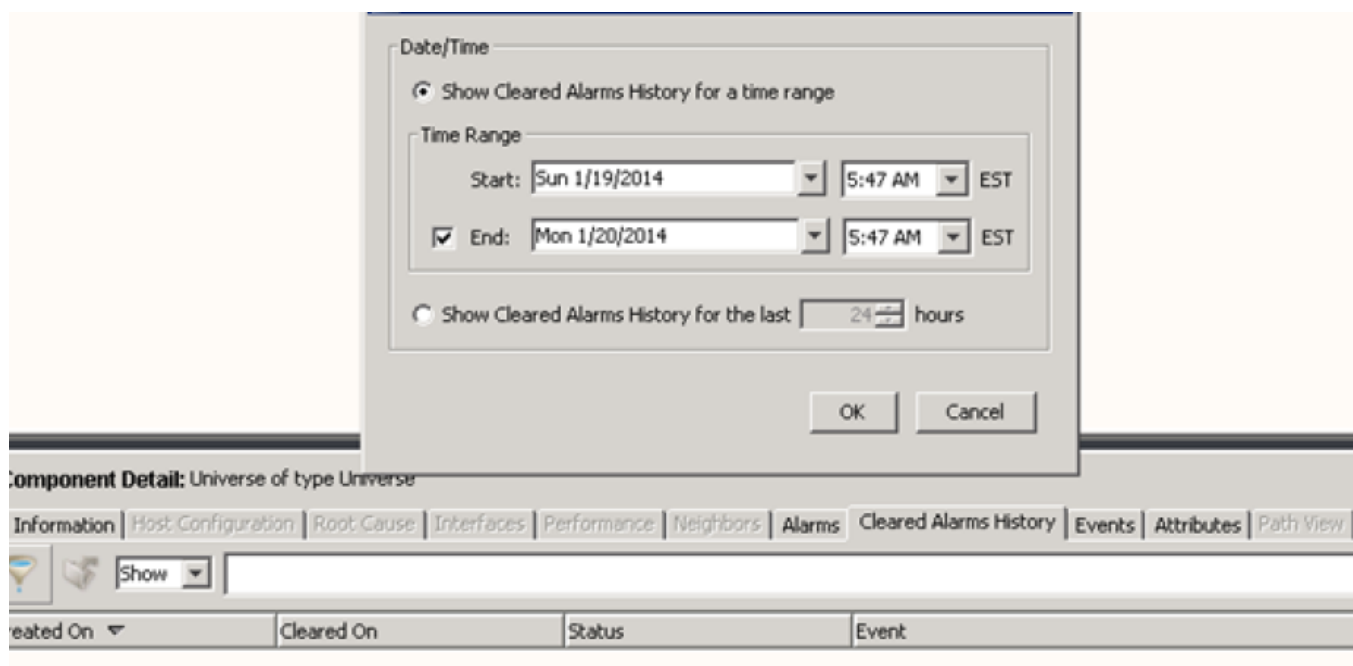 Date/Time
Show Cleared Alarms History for a time range
Time Range
Start: Sun 1/19/2014 5:47 AM EST
End: Mon 1/20/2014 5:47 AM EST
Show Cleared Alarms History for the last 24 hours
OK Cancel
Component Detail: Universe of type Universe
Information Host Configuration Root Cause Interfaces Performance Neighbors Alarms Cleared Alarms History Events Attributes Path View
Show
reated On Cleared On Status Event